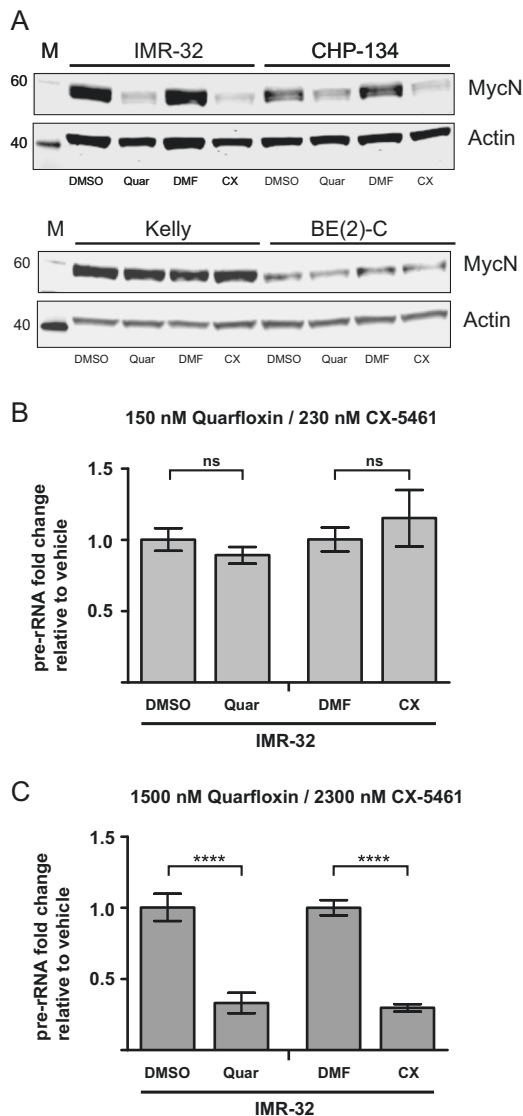 A
M IMR-32 CHP-134
60 MycN
40 Actin
DMSO Quar DMF CX DMSO Quar DMF CX
M Kelly BE(2)-C
60 MycN
40 Actin
DMSO Quar DMF CX DMSO Quar DMF CX
B
150 nM Quarfloxin / 230 nM CX-5461
pre-rRNA fold change
relative to vehicle
1.5
1.0
0.5
ns ns
DMSO Quar DMF CX
IMR-32
C
1500 nM Quarfloxin / 2300 nM CX-5461
pre-rRNA fold change
relative to vehicle
1.5
1.0
0.5
**** ****
DMSO Quar DMF CX
IMR-32